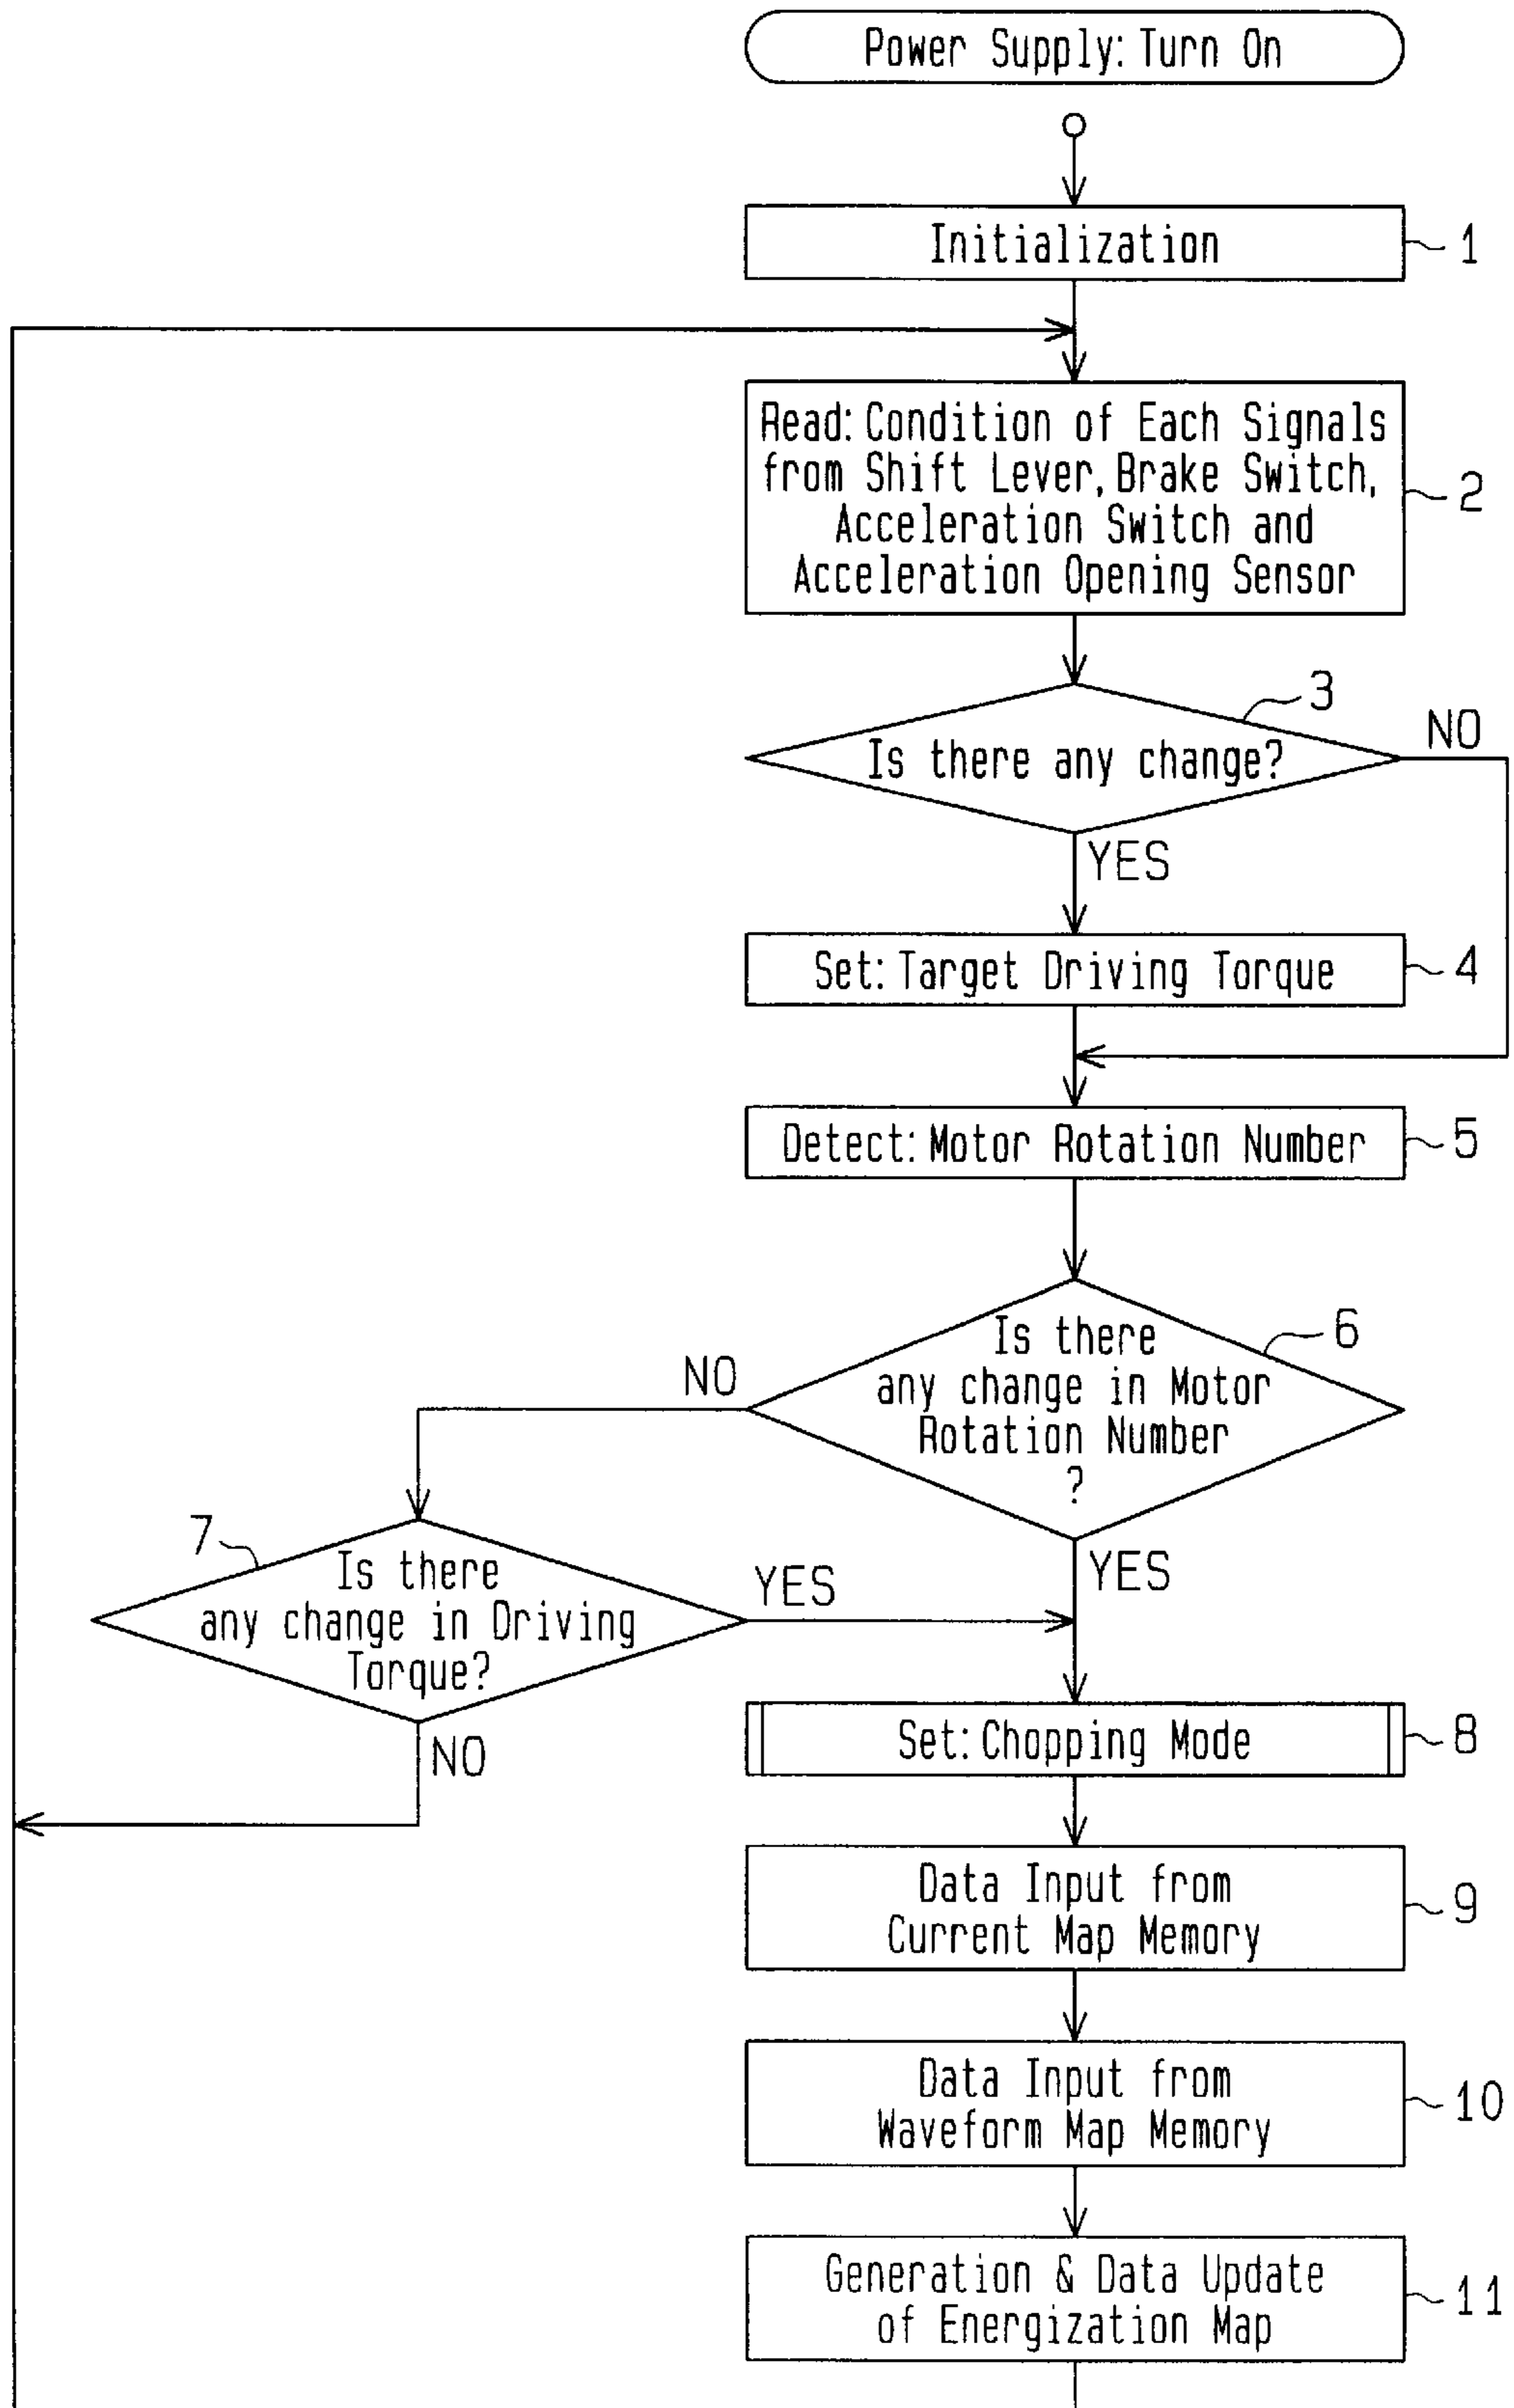 Power Supply: Turn On
Initialization
1
Read: Condition of Each Signals
from Shift Lever, Brake Switch,
Acceleration Switch and
Acceleration Opening Sensor
2
3
NO
Is there any change?
YES
Set: Target Driving Torque
4
Detect: Motor Rotation Number
5
6
Is there
any change in Motor
Rotation Number
?
NO
YES
7
Is there
any change in Driving
Torque?
YES
NO
Set: Chopping Mode
8
Data Input from
Current Map Memory
9
Data Input from
Waveform Map Memory
10
Generation & Data Update
of Energization Map
11